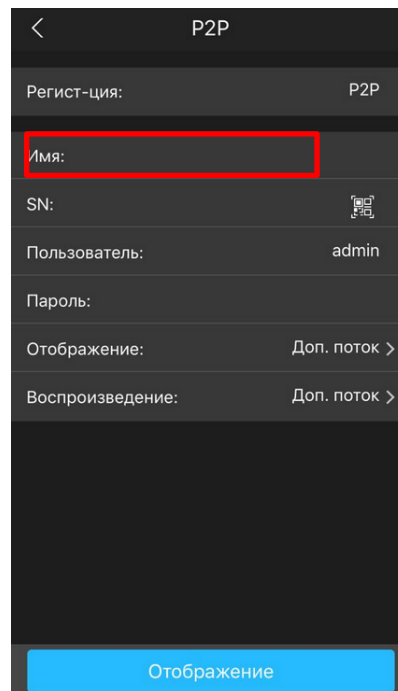 P2P
Регист-ция: P2P
Имя:
SN:
Пользователь: admin
Пароль:
Отображение: Доп. поток
Воспроизведение: Доп. поток
Отображение